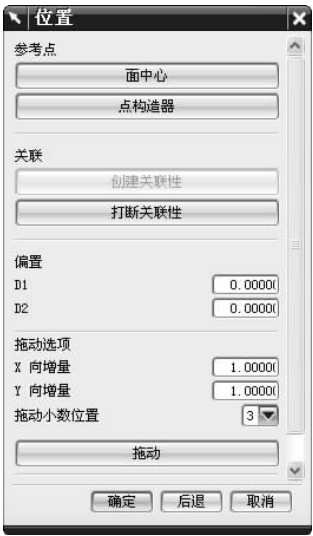 位置
参考点
面中心
点构造器
关联
创建关联性
打断关联性
偏置
D1 0.0000
D2 0.0000
拖动选项
X 向增量 1.0000
Y 向增量 1.0000
拖动小数位置 3
拖动
确定 后退 取消